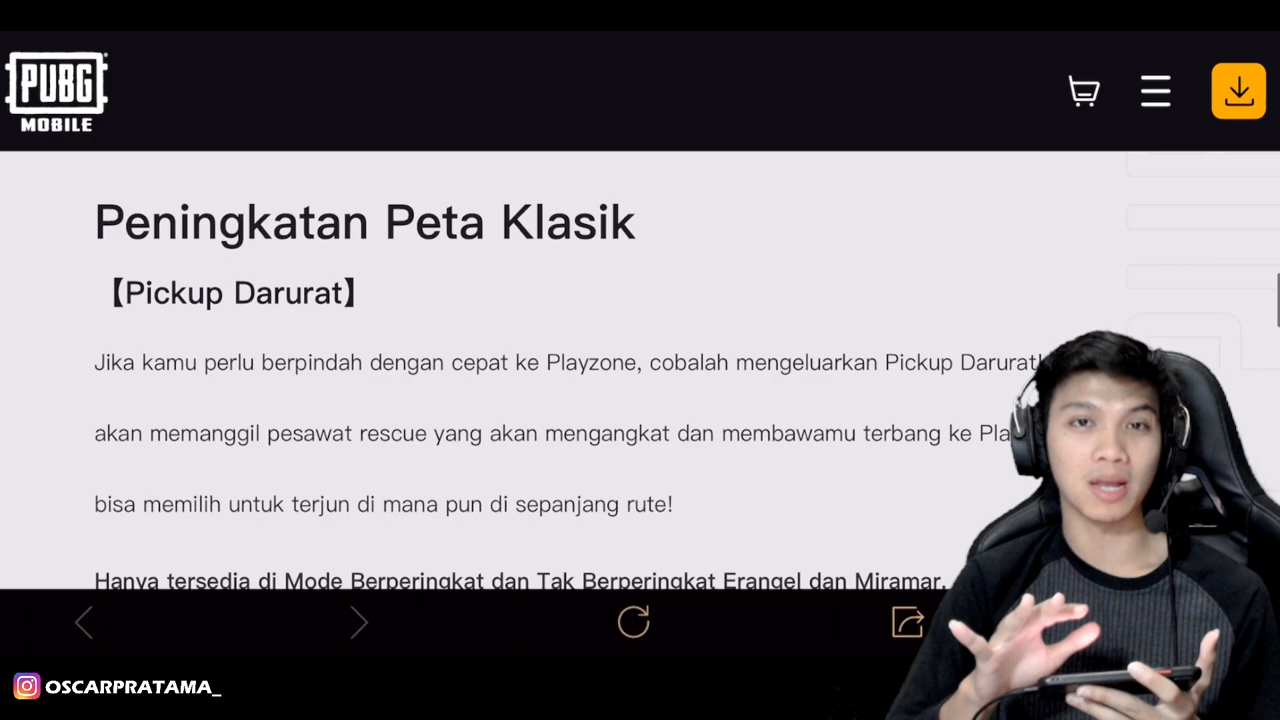 PUBG
MOBILE
Peningkatan Peta Klasik
【Pickup Darurat】
Jika kamu perlu berpindah dengan cepat ke Playzone, cobalah mengeluarkan Pickup Darurat!
akan memanggil pesawat rescue yang akan mengangkat dan membawamu terbang ke
bisa memilih untuk terjun di mana pun di sepanjang rute!
Hanya tersedia di Mode Berperingkat dan Tak Berperingkat Erangel dan Miramar.
OSCARPRATAMA_